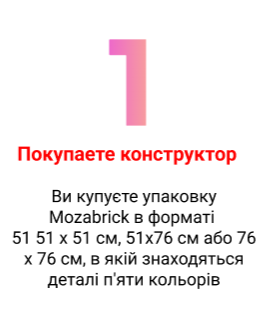 1
Покупаете конструктор
Ви купуєте упаковку
Mozabrick в форматі
51 51 х 51 см, 51х76 см або 76
х 76 см, в якій знаходяться
деталі п'яти кольорів